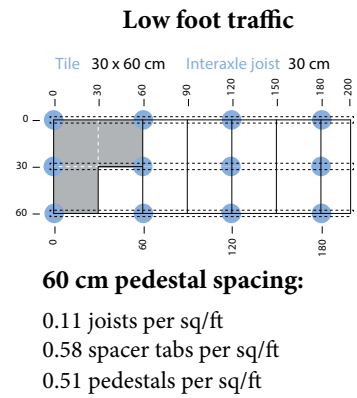 Low foot traffic
Tile 30 x 60 cm Interaxle joist 30 cm
0 30 60 90 120 150 180 200
0
30
60
0 60 120 180
60 cm pedestal spacing:
0.11 joists per sq/ft
0.58 spacer tabs per sq/ft
0.51 pedestals per sq/ft